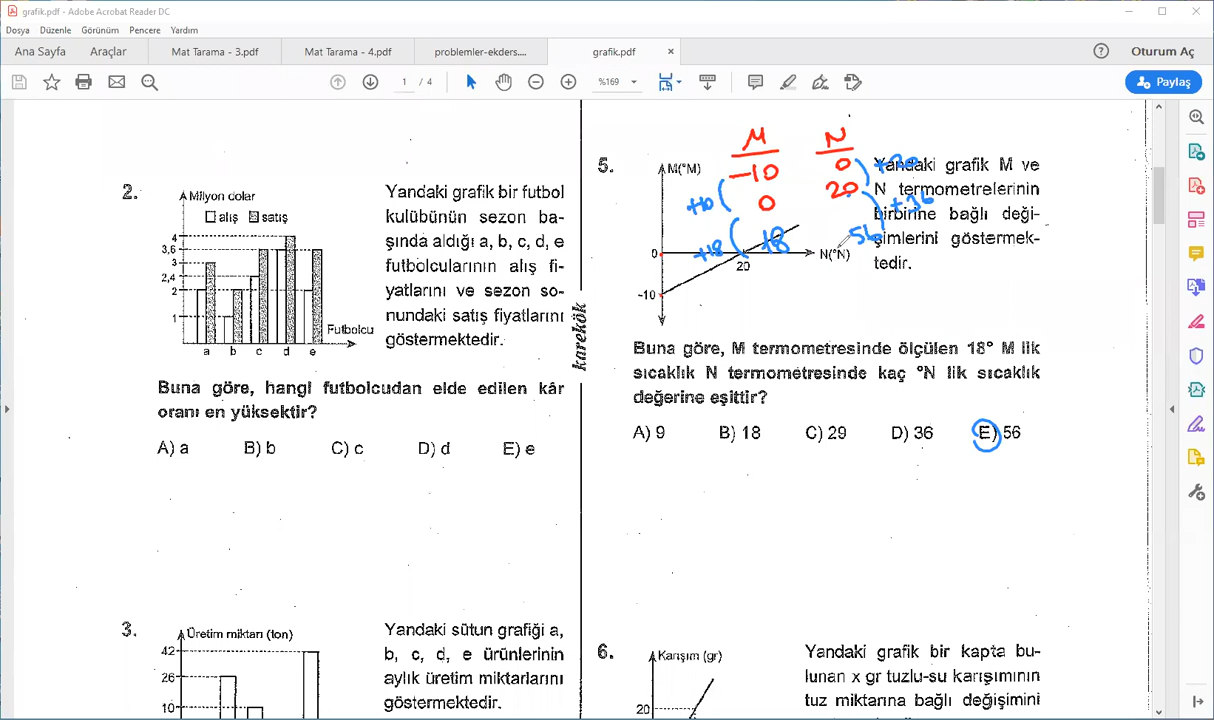 grafik.pdf - Adobe Acrobat Reader DC
Dosya Düzenle Görünüm Pencere Yardım
Ana Sayfa Araçlar Mat Tarama - 3.pdf Mat Tarama - 4.pdf problemler-ekders.... grafik.pdf × ? Oturum Aç
1 / 4 %169 Paylaş
2.
Milyon dolar
alış satış
4
3,6
3
2,4
2
1
a b c d e
Futbolcu
Yandaki grafik bir futbol
kulübünün sezon ba-
şında aldığı a, b, c, d, e
futbolcularının alış fi-
yatlarını ve sezon so-
nundaki satış fiyatlarını
göstermektedir.
Buna göre, hangi futbolcudan elde edilen kâr
oranı en yüksektir?
A) a B) b C) c D) d E) e
3.
Üretim miktarı (ton)
42
26
10
Yandaki sütun grafiği a,
b, c, d, e ürünlerinin
aylık üretim miktarlarını
göstermektedir.
karekök
5.
M(°M)
0
-10
20
N(°N)
M N
-10 0
0 20
18 56
+10
+18
+20
+36
Yandaki grafik M ve
N termometrelerinin
birbirine bağlı deği-
şimlerini göstermek-
tedir.
Buna göre, M termometresinde ölçülen 18° M lik
sıcaklık N termometresinde kaç °N lik sıcaklık
değerine eşittir?
A) 9 B) 18 C) 29 D) 36 E) 56
6.
Karışım (gr)
20
Yandaki grafik bir kapta bu-
lunan x gr tuzlu-su karışımının
tuz miktarına bağlı değişimini